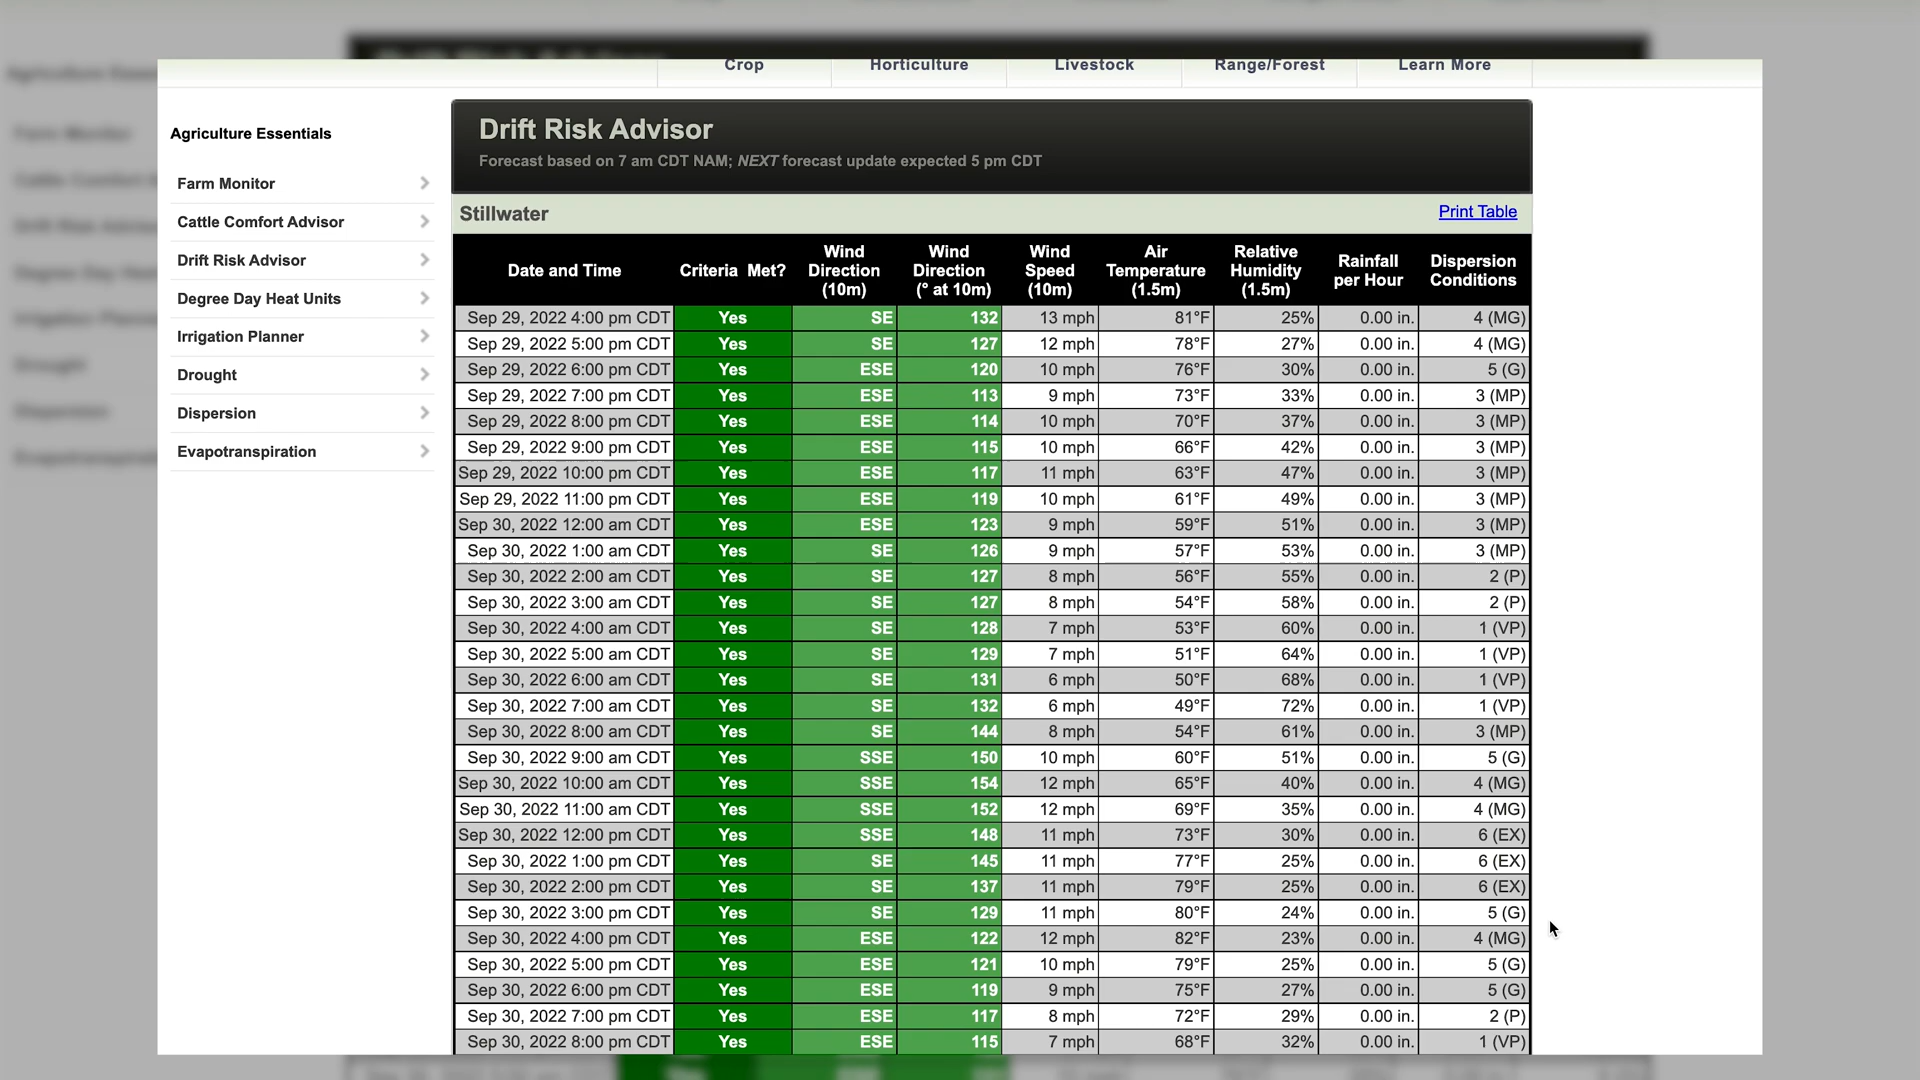 Crop Horticulture Livestock Range/Forest Learn More
Agriculture Essentials
Farm Monitor
Cattle Comfort Advisor
Drift Risk Advisor
Degree Day Heat Units
Irrigation Planner
Drought
Dispersion
Evapotranspiration
Drift Risk Advisor
Forecast based on 7 am CDT NAM; NEXT forecast update expected 5 pm CDT
Stillwater Print Table
Date and Time Criteria Met? Wind Direction (10m) Wind Direction (° at 10m) Wind Speed (10m) Air Temperature (1.5m) Relative Humidity (1.5m) Rainfall per Hour Dispersion Conditions
Sep 29, 2022 4:00 pm CDT Yes SE 132 13 mph 81°F 25% 0.00 in. 4 (MG)
Sep 29, 2022 5:00 pm CDT Yes SE 127 12 mph 78°F 27% 0.00 in. 4 (MG)
Sep 29, 2022 6:00 pm CDT Yes ESE 120 10 mph 76°F 30% 0.00 in. 5 (G)
Sep 29, 2022 7:00 pm CDT Yes ESE 113 9 mph 73°F 33% 0.00 in. 3 (MP)
Sep 29, 2022 8:00 pm CDT Yes ESE 114 10 mph 70°F 37% 0.00 in. 3 (MP)
Sep 29, 2022 9:00 pm CDT Yes ESE 115 10 mph 66°F 42% 0.00 in. 3 (MP)
Sep 29, 2022 10:00 pm CDT Yes ESE 117 11 mph 63°F 47% 0.00 in. 3 (MP)
Sep 29, 2022 11:00 pm CDT Yes ESE 119 10 mph 61°F 49% 0.00 in. 3 (MP)
Sep 30, 2022 12:00 am CDT Yes ESE 123 9 mph 59°F 51% 0.00 in. 3 (MP)
Sep 30, 2022 1:00 am CDT Yes SE 126 9 mph 57°F 53% 0.00 in. 3 (MP)
Sep 30, 2022 2:00 am CDT Yes SE 127 8 mph 56°F 55% 0.00 in. 2 (P)
Sep 30, 2022 3:00 am CDT Yes SE 127 8 mph 54°F 58% 0.00 in. 2 (P)
Sep 30, 2022 4:00 am CDT Yes SE 128 7 mph 53°F 60% 0.00 in. 1 (VP)
Sep 30, 2022 5:00 am CDT Yes SE 129 7 mph 51°F 64% 0.00 in. 1 (VP)
Sep 30, 2022 6:00 am CDT Yes SE 131 6 mph 50°F 68% 0.00 in. 1 (VP)
Sep 30, 2022 7:00 am CDT Yes SE 132 6 mph 49°F 72% 0.00 in. 1 (VP)
Sep 30, 2022 8:00 am CDT Yes SE 144 8 mph 54°F 61% 0.00 in. 3 (MP)
Sep 30, 2022 9:00 am CDT Yes SSE 150 10 mph 60°F 51% 0.00 in. 5 (G)
Sep 30, 2022 10:00 am CDT Yes SSE 154 12 mph 65°F 40% 0.00 in. 4 (MG)
Sep 30, 2022 11:00 am CDT Yes SSE 152 12 mph 69°F 35% 0.00 in. 4 (MG)
Sep 30, 2022 12:00 pm CDT Yes SSE 148 11 mph 73°F 30% 0.00 in. 6 (EX)
Sep 30, 2022 1:00 pm CDT Yes SE 145 11 mph 77°F 25% 0.00 in. 6 (EX)
Sep 30, 2022 2:00 pm CDT Yes SE 137 11 mph 79°F 25% 0.00 in. 6 (EX)
Sep 30, 2022 3:00 pm CDT Yes SE 129 11 mph 80°F 24% 0.00 in. 5 (G)
Sep 30, 2022 4:00 pm CDT Yes ESE 122 12 mph 82°F 23% 0.00 in. 4 (MG)
Sep 30, 2022 5:00 pm CDT Yes ESE 121 10 mph 79°F 25% 0.00 in. 5 (G)
Sep 30, 2022 6:00 pm CDT Yes ESE 119 9 mph 75°F 27% 0.00 in. 5 (G)
Sep 30, 2022 7:00 pm CDT Yes ESE 117 8 mph 72°F 29% 0.00 in. 2 (P)
Sep 30, 2022 8:00 pm CDT Yes ESE 115 7 mph 68°F 32% 0.00 in. 1 (VP)